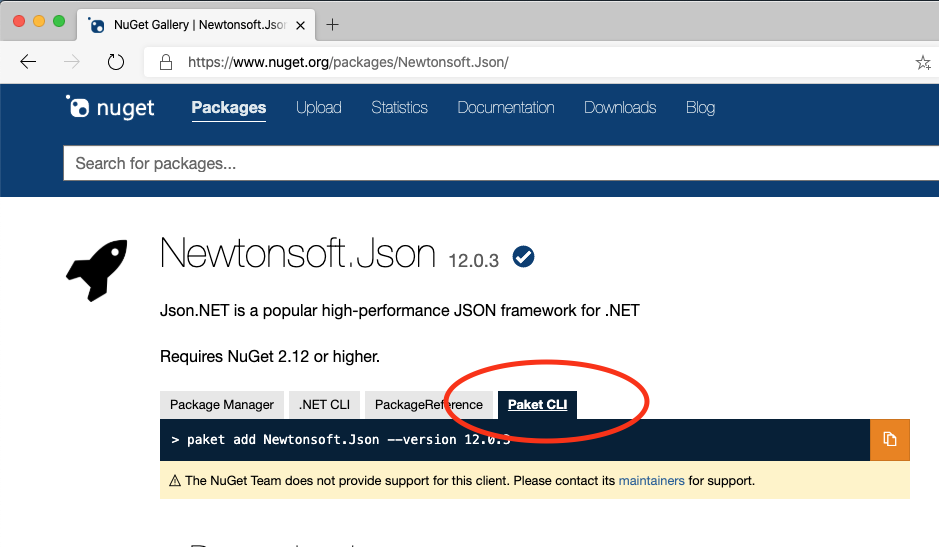 NuGet Gallery | Newtonsoft.Json
https://www.nuget.org/packages/Newtonsoft.Json/
nuget Packages Upload Statistics Documentation Downloads Blog
Search for packages...
Newtonsoft.Json 12.0.3
Json.NET is a popular high-performance JSON framework for .NET
Requires NuGet 2.12 or higher.
Package Manager .NET CLI PackageReference Paket CLI
> paket add Newtonsoft.Json --version 12.0.3
The NuGet Team does not provide support for this client. Please contact its maintainers for support.